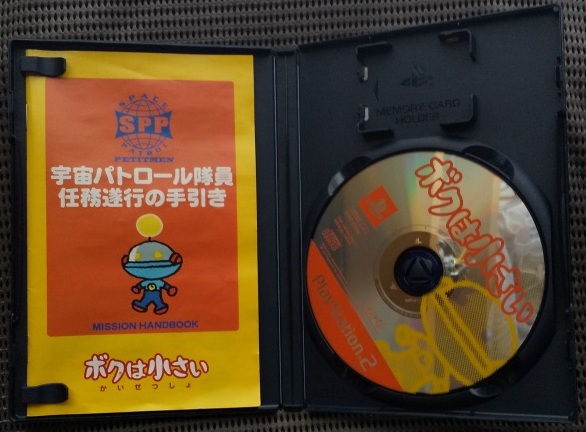 SPACE
SPP
PATROL
PETITMEN
宇宙パトロール隊員
任務遂行の手引き
MISSION HANDBOOK
ボクは小さい
かいせつしょ
MEMORY CARD
HOLDER
ボクは小さい
PlayStation.2